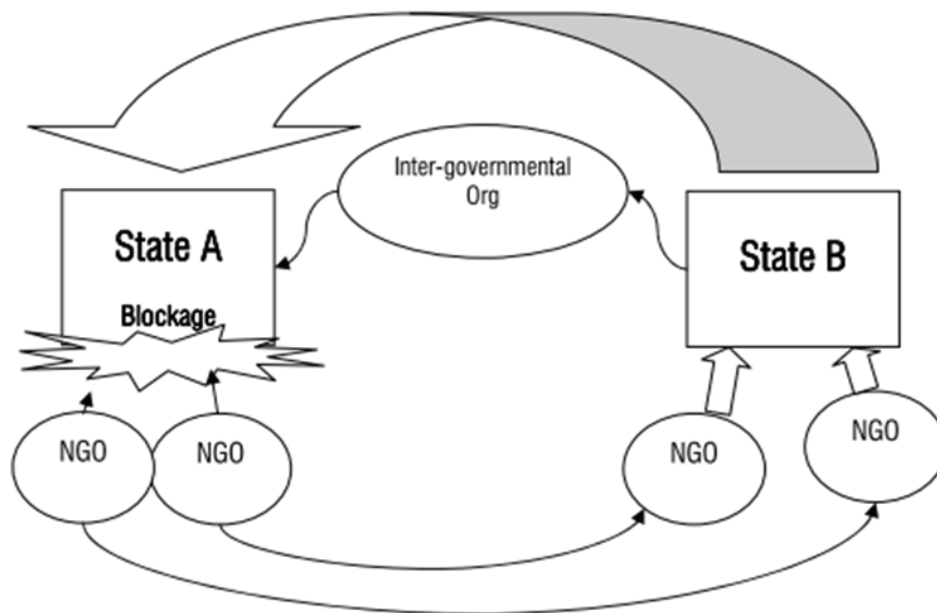 Inter-governmental
Org
State A
State B
Blockage
NGO
NGO
NGO
NGO